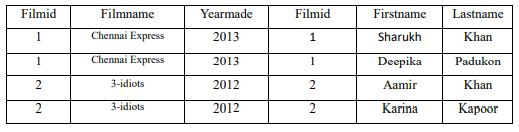 Filmid Filmname Yearmade Filmid Firstname Lastname
1 Chennai Express 2013 1 Sharukh Khan
1 Chennai Express 2013 1 Deepika Padukon
2 3-idiots 2012 2 Aamir Khan
2 3-idiots 2012 2 Karina Kapoor